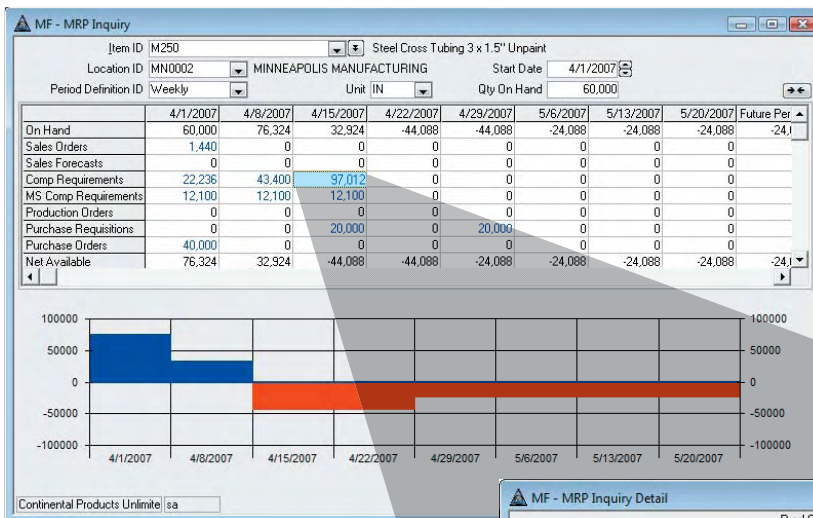 MF - MRP Inquiry
Item ID M250 Steel Cross Tubing 3 x 1.5" Unpaint
Location ID MN0002 MINNEAPOLIS MANUFACTURING Start Date 4/1/2007
Period Definition ID Weekly Unit IN Qty On Hand 60,000
4/1/2007 4/8/2007 4/15/2007 4/22/2007 4/29/2007 5/6/2007 5/13/2007 5/20/2007 Future Per
On Hand 60,000 76,324 32,924 -44,088 -44,088 -24,088 -24,088 -24,088 -24,
Sales Orders 1,440 0 0 0 0 0 0 0
Sales Forecasts 0 0 0 0 0 0 0 0
Comp Requirements 22,236 43,400 97,012 0 0 0 0 0
MS Comp Requirements 12,100 12,100 12,100 0 0 0 0 0
Production Orders 0 0 0 0 0 0 0 0
Purchase Requisitions 0 0 20,000 0 20,000 0 0 0
Purchase Orders 40,000 0 0 0 0 0 0 0
Net Available 76,324 32,924 -44,088 -44,088 -24,088 -24,088 -24,088 -24,088 -24,
100000 100000
50000 50000
0 0
-50000 -50000
-100000 -100000
4/1/2007 4/8/2007 4/15/2007 4/22/2007 4/29/2007 5/6/2007 5/13/2007 5/20/2007
Continental Products Unlimite sa
MF - MRP Inquiry Detail